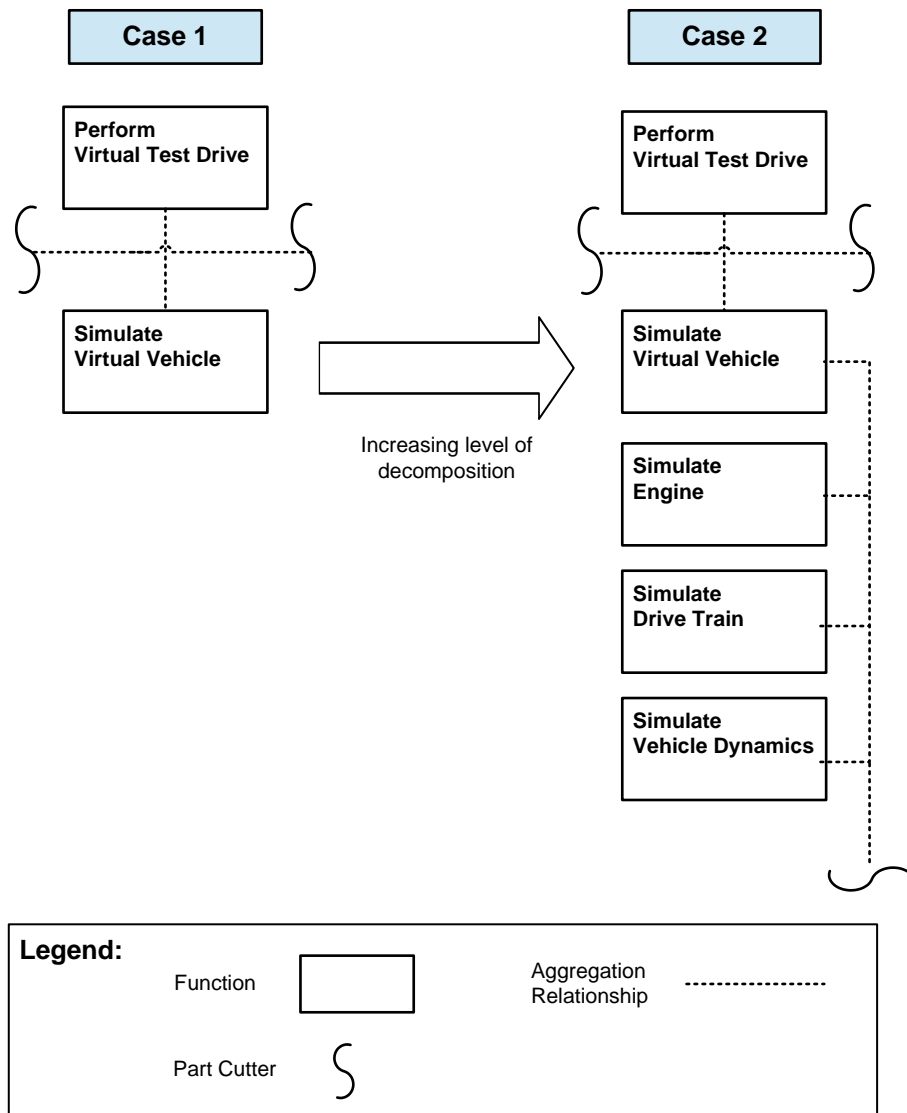 Case 1
Perform
Virtual Test Drive
Simulate
Virtual Vehicle
Increasing level of
decomposition
Case 2
Perform
Virtual Test Drive
Simulate
Virtual Vehicle
Simulate
Engine
Simulate
Drive Train
Simulate
Vehicle Dynamics
Legend:
Function
Aggregation
Relationship
Part Cutter